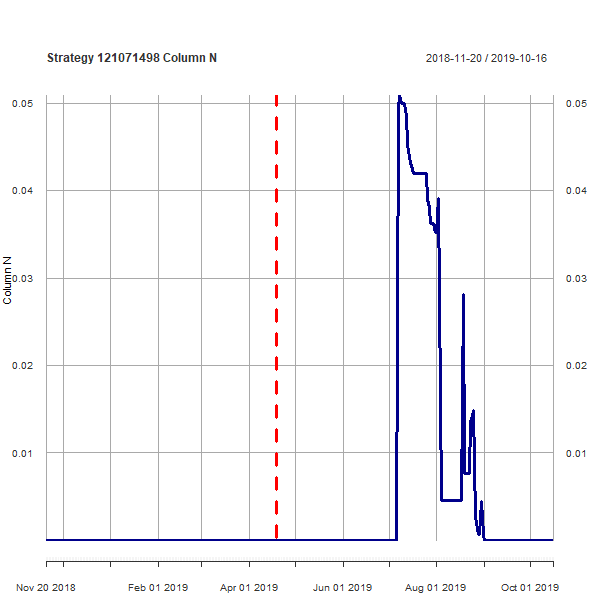 Strategy 121071498 Column N
2018-11-20 / 2019-10-16
0.05
0.05
0.04
0.04
0.03
0.03
Column N
0.02
0.02
0.01
0.01
Nov 20 2018
Feb 01 2019
Apr 01 2019
Jun 01 2019
Aug 01 2019
Oct 01 2019